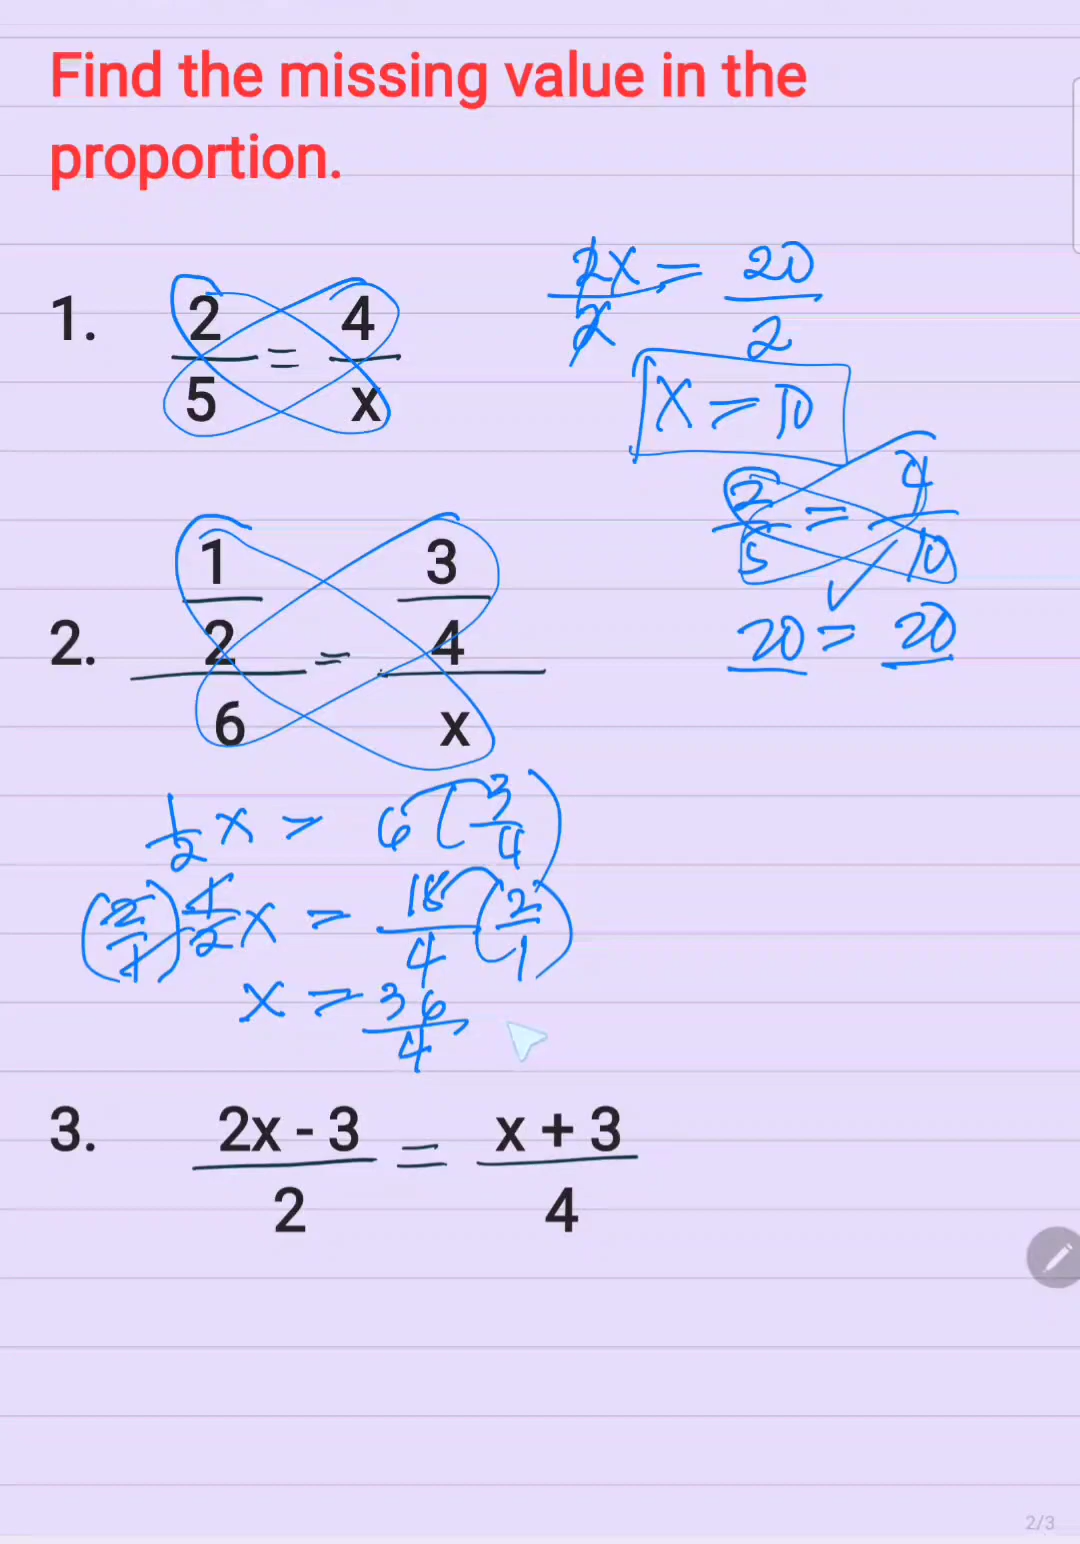 Find the missing value in the
proportion.
1. 2/5 = 4/x
2x/2 = 20/2
x = 10
2/5 = 4/10
20 = 20
2. 1/2/6 = 3/4/x
1/2 x = 6(3/4)
(2/1) 1/2 x = 18/4 (2/1)
x = 36/4
3. 2x - 3/2 = x + 3/4
2/3